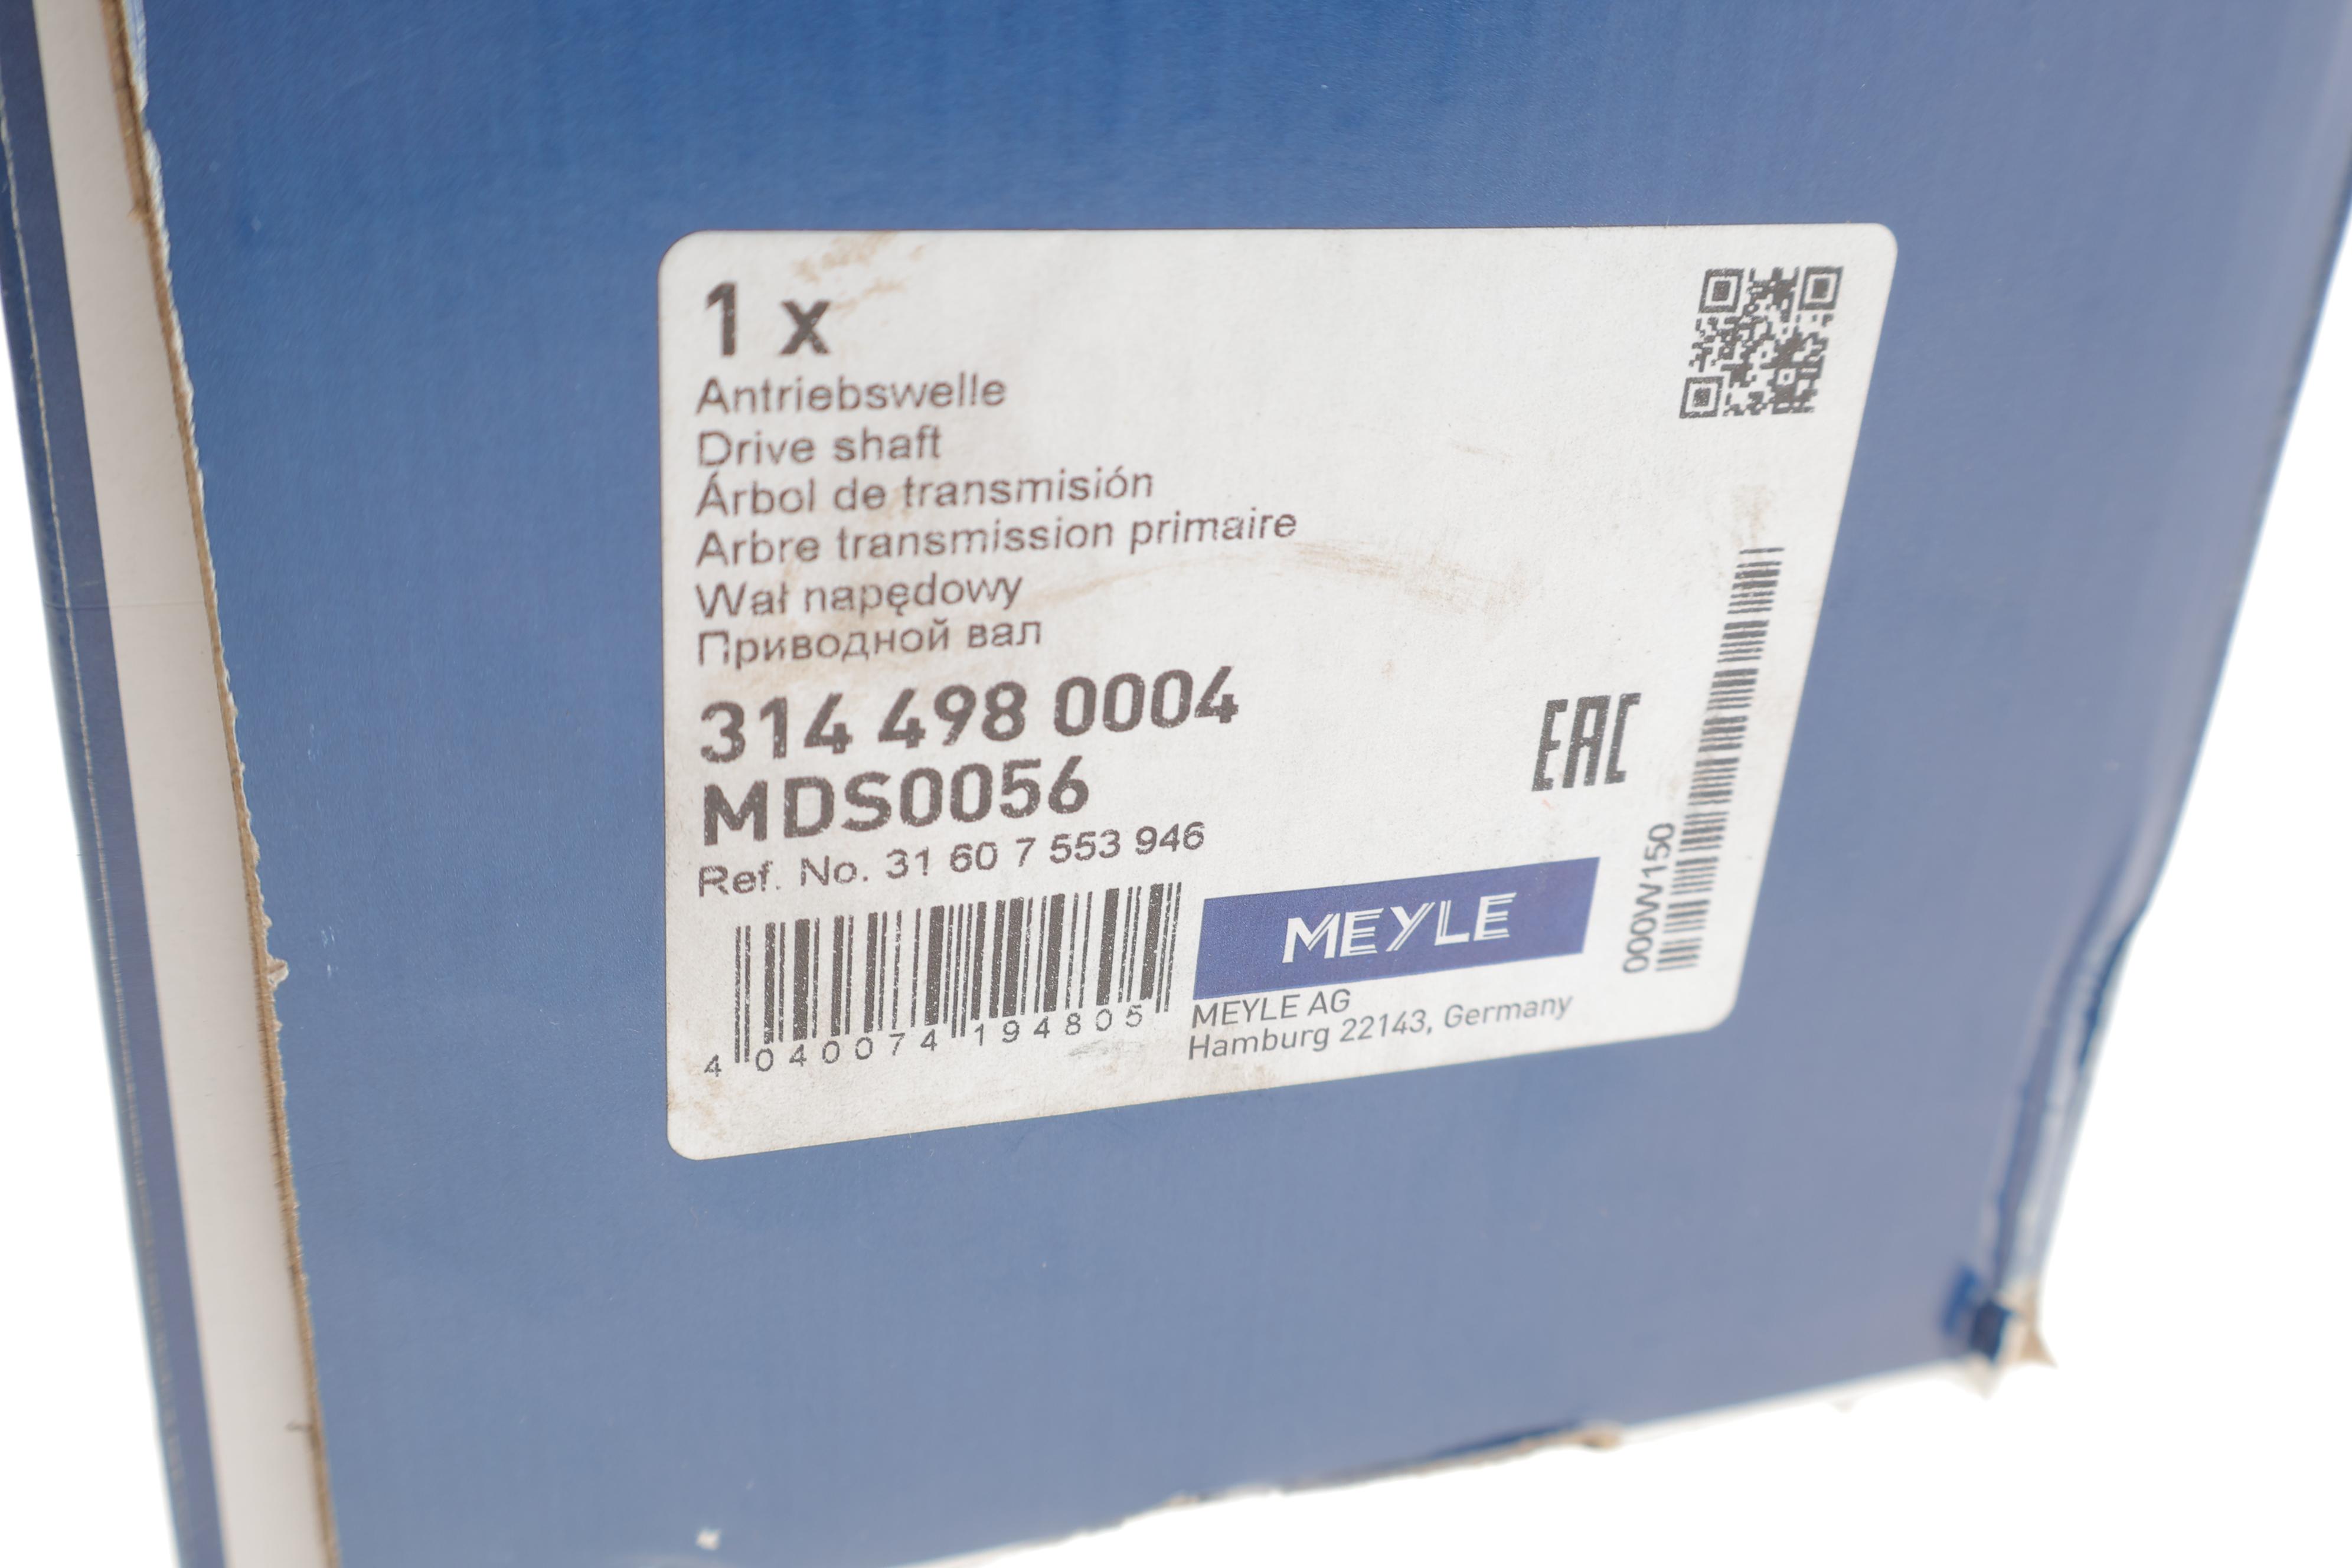 1 x
Antriebswelle
Drive shaft
Árbol de transmisión
Arbre transmission primaire
Wał napędowy
Приводной вал
314 498 0004
MDS0056
Ref. No. 31 60 7 553 946
4 040074 194805
EAC
MEYLE
MEYLE AG
Hamburg 22143, Germany
000W150